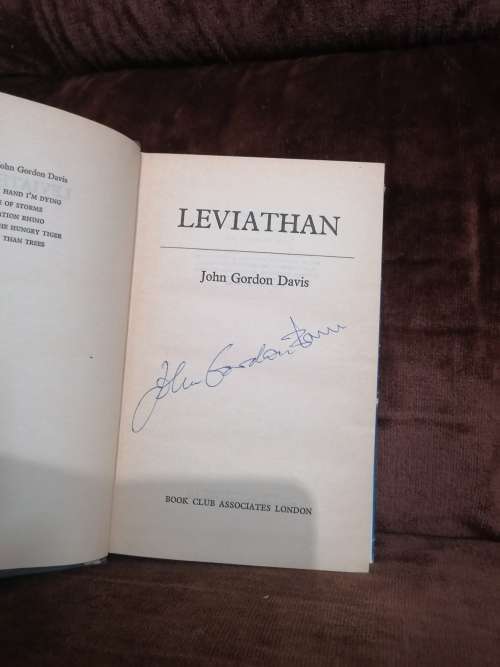 John Gordon Davis
HAND I'M DYING
OF STORMS
RHINO
HUNGRY TIGER
THAN TREES
LEVIATHAN
John Gordon Davis
John Gordon Davis
BOOK CLUB ASSOCIATES LONDON